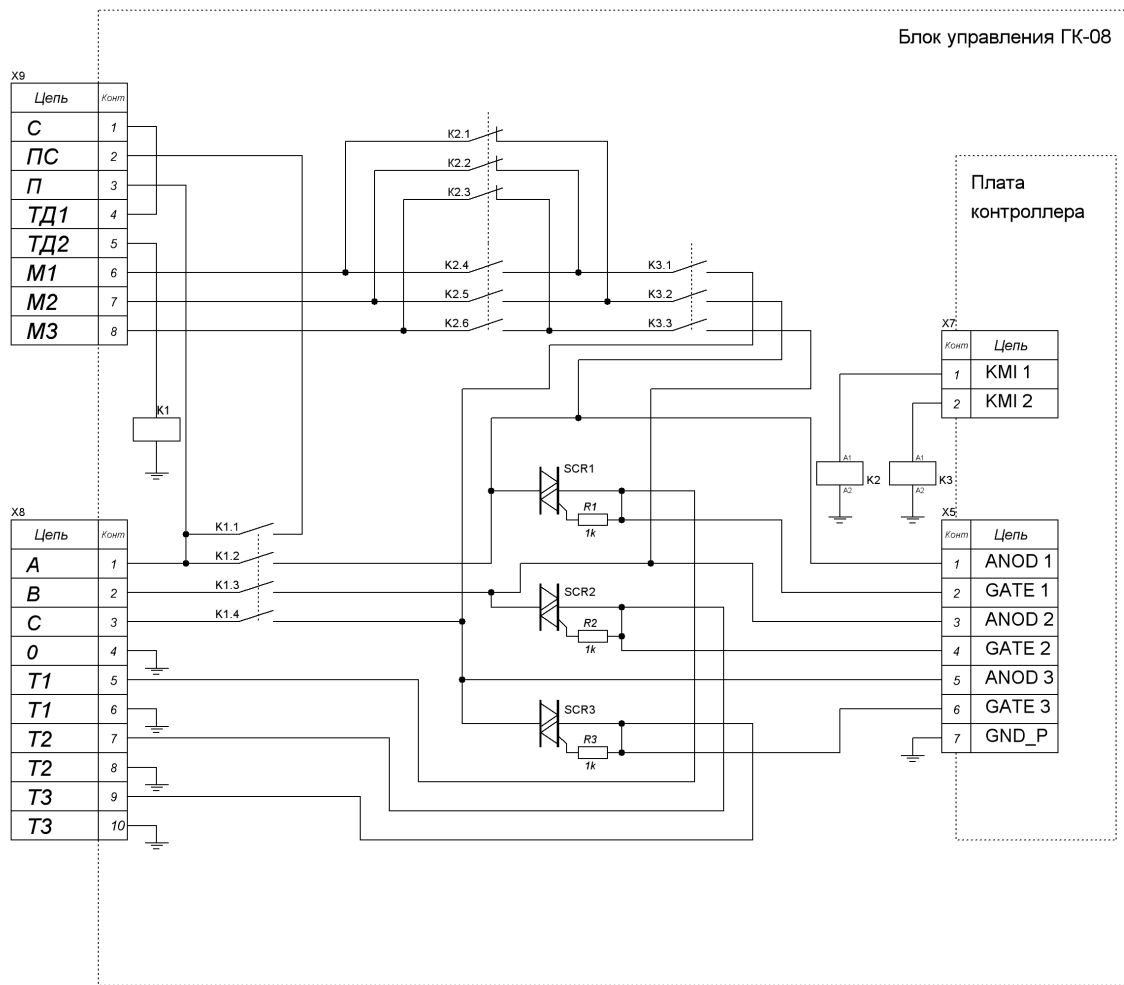 Блок управления ГК-08
X9
Цепь Конт
С 1
ПС 2
П 3
ТД1 4
ТД2 5
М1 6
М2 7
М3 8
K2.1
K2.2
K2.3
K2.4
K2.5
K2.6
K3.1
K3.2
K3.3
Плата
контроллера
X7
Конт Цепь
1 KMI 1
2 KMI 2
K1
A1
K2
A2
A1
K3
A2
X8
Цепь Конт
А 1
В 2
С 3
0 4
Т1 5
Т1 6
Т2 7
Т2 8
Т3 9
Т3 10
K1.1
K1.2
K1.3
K1.4
SCR1
R1
1k
SCR2
R2
1k
SCR3
R3
1k
X5
Конт Цепь
1 ANOD 1
2 GATE 1
3 ANOD 2
4 GATE 2
5 ANOD 3
6 GATE 3
7 GND_P